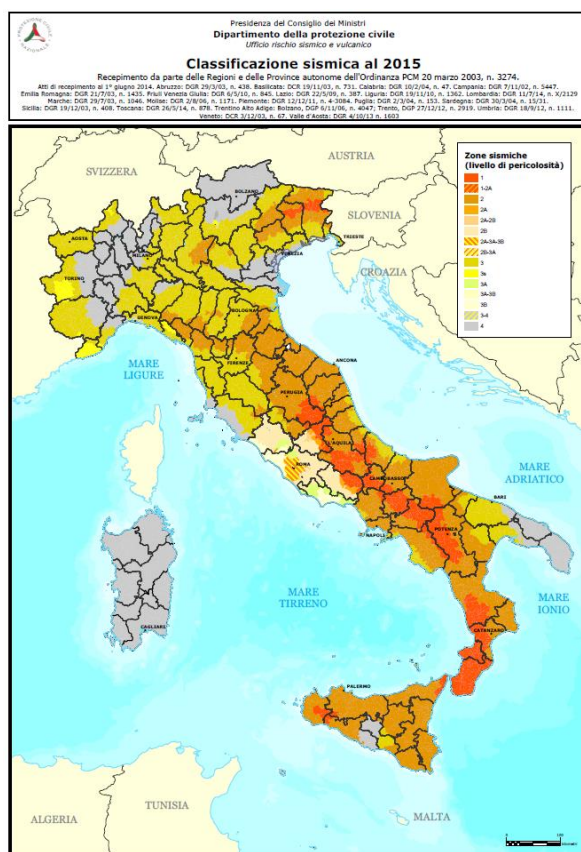 Presidenza del Consiglio dei Ministri
Dipartimento della protezione civile
Ufficio rischio sismico e vulcanico
Classificazione sismica al 2015
Recepimento da parte delle Regioni e delle Province autonome dell'Ordinanza PCM 20 marzo 2003, n. 3274.
Atti di recepimento al 1° giugno 2014. Abruzzo: DGR 29/3/03, n. 438. Basilicata: DCR 19/11/03, n. 731. Calabria: DGR 10/2/04, n. 47. Campania: DGR 7/11/02, n. 5447.
Emilia Romagna: DGR 21/7/03, n. 1435. Friuli Venezia Giulia: DGR 6/5/10, n. 845. Lazio: DGR 22/5/09, n. 387. Liguria: DGR 19/11/10, n. 1362. Lombardia: DGR 11/7/14, n. X/2129
Marche: DGR 29/7/03, n. 1046. Molise: DGR 2/8/06, n. 1171. Piemonte: DGR 12/12/11, n. 4-3084. Puglia: DGR 2/3/04, n. 153. Sardegna: DGR 30/3/04, n. 15/31.
Sicilia: DGR 19/12/03, n. 408. Toscana: DGR 26/5/14, n. 878. Trentino Alto Adige: Bolzano, DGP 6/11/06, n. 4047; Trento, DGP 27/12/12, n. 2919. Umbria: DGR 18/9/12, n. 1111.
Veneto: DCR 3/12/03, n. 67. Valle d'Aosta: DGR 4/10/13 n. 1603
AUSTRIA
SVIZZERA
BOLZANO
SLOVENIA
TRIESTE
AOSTA
MILANO
VENEZIA
CROAZIA
TORINO
GENOVA
BOLOGNA
FIRENZE
ANCONA
MARE
LIGURE
PERUGIA
L'AQUILA
ROMA
CAMPOBASSO
MARE
ADRIATICO
BARI
NAPOLI
POTENZA
MARE
TIRRENO
MARE
IONIO
CAGLIARI
CATANZARO
PALERMO
ALGERIA
TUNISIA
MALTA
Zone sismiche
(livello di pericolosità)
1
1-2A
2
2A
2A-2B
2B
2A-3A-3B
2B-3A
3
3s
3A
3A-3B
3B
3-4
4